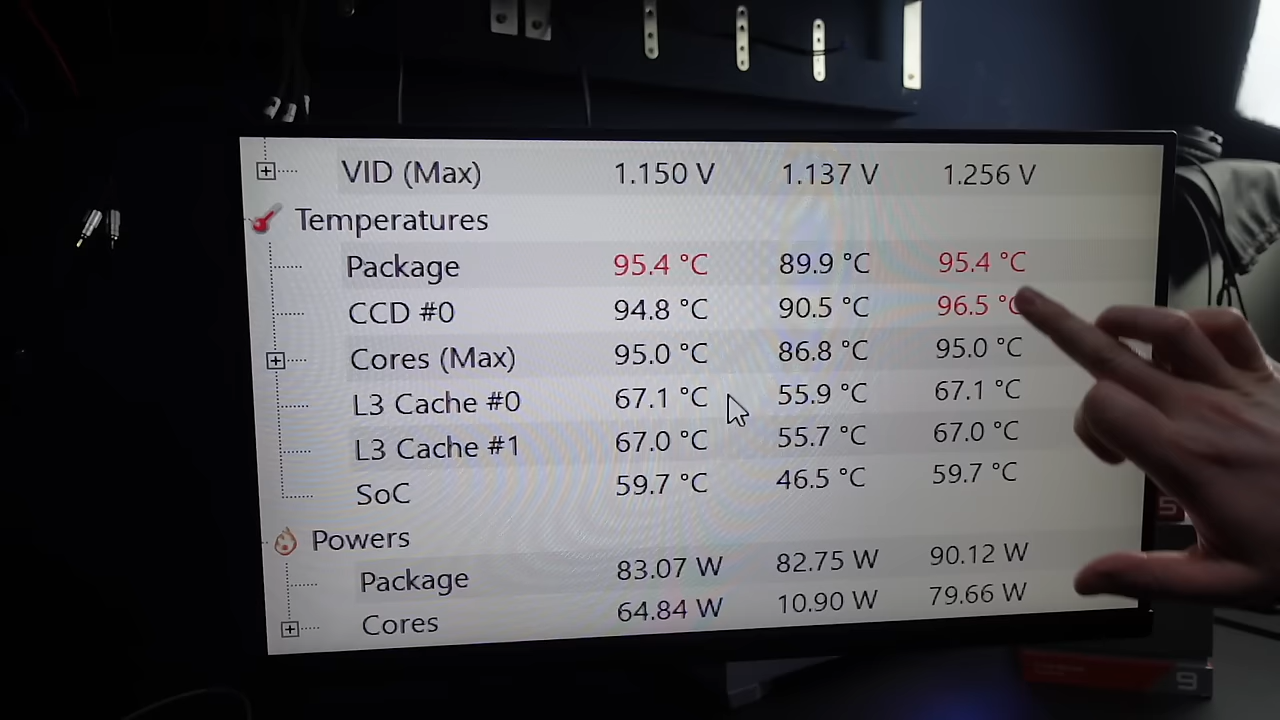 VID (Max) 1.150 V 1.137 V 1.256 V
Temperatures
Package 95.4 °C 89.9 °C 95.4 °C
CCD #0 94.8 °C 90.5 °C 96.5 °C
Cores (Max) 95.0 °C 86.8 °C 95.0 °C
L3 Cache #0 67.1 °C 55.9 °C 67.1 °C
L3 Cache #1 67.0 °C 55.7 °C 67.0 °C
SoC 59.7 °C 46.5 °C 59.7 °C
5
Powers
Package 83.07 W 82.75 W 90.12 W
Cores 64.84 W 10.90 W 79.66 W
9